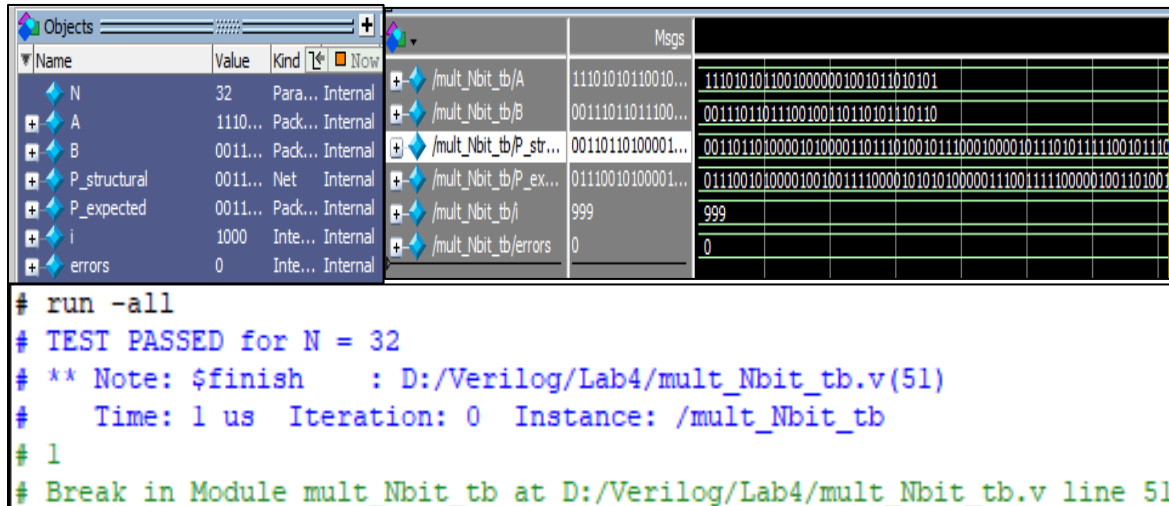 Objects
Name Value Kind Now
N 32 Para... Internal
A 1110... Pack... Internal
B 0011... Pack... Internal
P_structural 0011... Net Internal
P_expected 0011... Pack... Internal
i 1000 Inte... Internal
errors 0 Inte... Internal
Msgs
/mult_Nbit_tb/A 11101010110010... 11101010110010000001001011010101
/mult_Nbit_tb/B 00111011011100... 00111011011100100110110101110110
/mult_Nbit_tb/P_str... 00110110100001... 0011011010000101000011011101001011100010000101110101111100101110
/mult_Nbit_tb/P_ex... 01110010100001... 0111001010000100100111100001010101000001110011111000001001101001
/mult_Nbit_tb/i 999 999
/mult_Nbit_tb/errors 0 0
# run -all
# TEST PASSED for N = 32
# ** Note: $finish    : D:/Verilog/Lab4/mult_Nbit_tb.v(51)
#    Time: 1 us  Iteration: 0  Instance: /mult_Nbit_tb
# 1
# Break in Module mult_Nbit_tb at D:/Verilog/Lab4/mult_Nbit_tb.v line 51